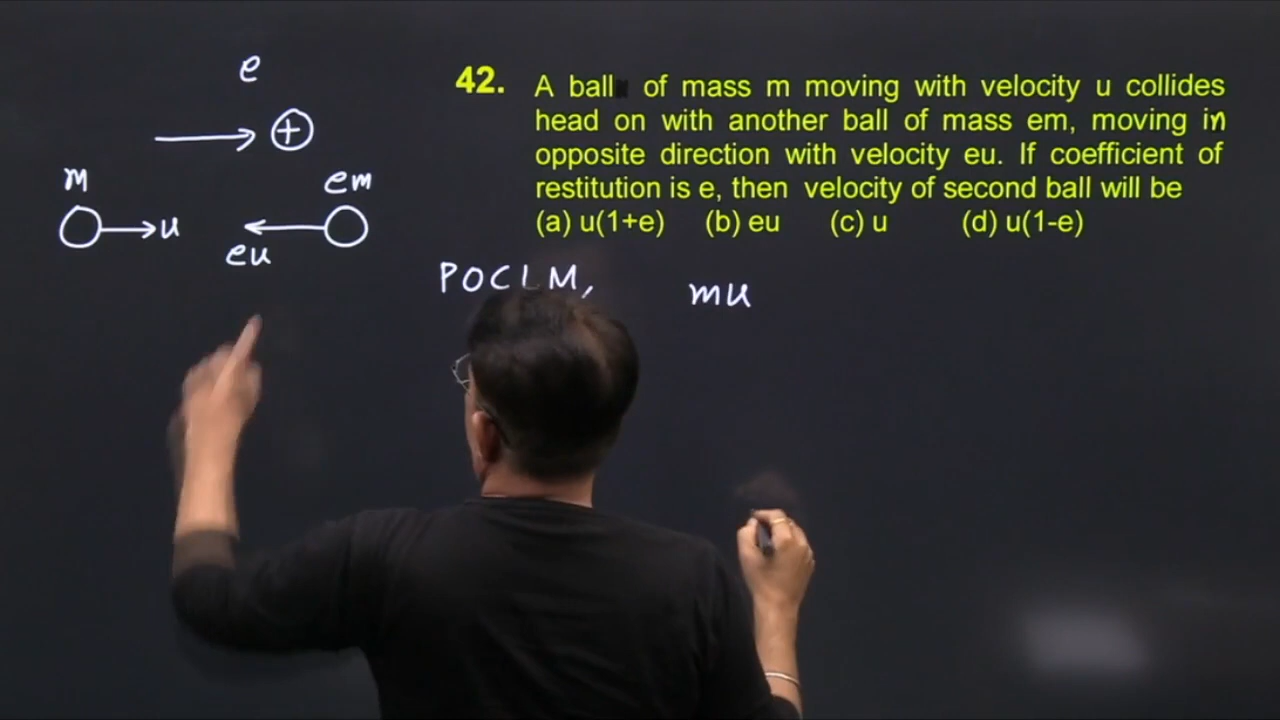 e
⊕
m
em
u
eu
42. A ball of mass m moving with velocity u collides
head on with another ball of mass em, moving in
opposite direction with velocity eu. If coefficient of
restitution is e, then velocity of second ball will be
(a) u(1+e) (b) eu (c) u (d) u(1-e)
POCLM, mu